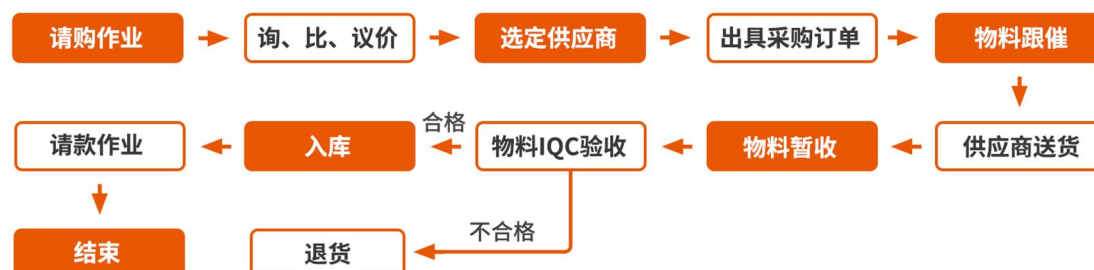 请购作业
询、比、议价
选定供应商
出具采购订单
物料跟催
供应商送货
物料暂收
物料IQC验收
合格
入库
请款作业
结束
不合格
退货